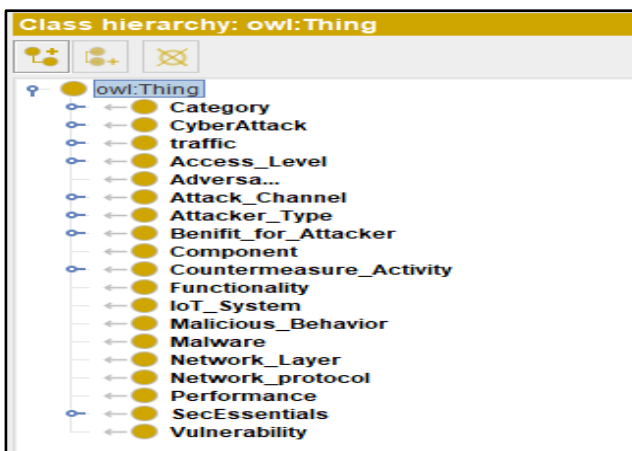 Class hierarchy: owl:Thing
owl:Thing
Category
CyberAttack
traffic
Access_Level
Adversa...
Attack_Channel
Attacker_Type
Benifit_for_Attacker
Component
Countermeasure_Activity
Functionality
IoT_System
Malicious_Behavior
Malware
Network_Layer
Network_protocol
Performance
SecEssentials
Vulnerability